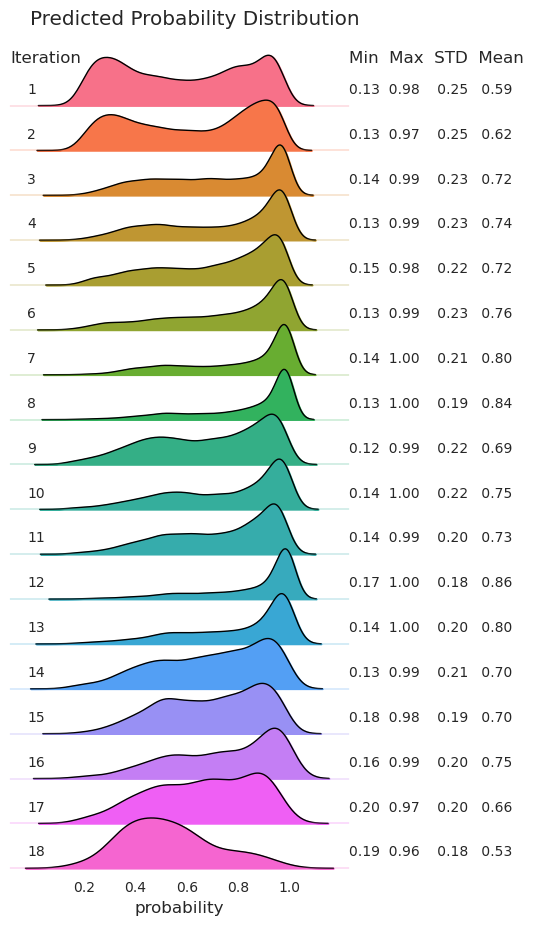 Predicted Probability Distribution
Iteration Min Max STD Mean
1 0.13 0.98 0.25 0.59
2 0.13 0.97 0.25 0.62
3 0.14 0.99 0.23 0.72
4 0.13 0.99 0.23 0.74
5 0.15 0.98 0.22 0.72
6 0.13 0.99 0.23 0.76
7 0.14 1.00 0.21 0.80
8 0.13 1.00 0.19 0.84
9 0.12 0.99 0.22 0.69
10 0.14 1.00 0.22 0.75
11 0.14 0.99 0.20 0.73
12 0.17 1.00 0.18 0.86
13 0.14 1.00 0.20 0.80
14 0.13 0.99 0.21 0.70
15 0.18 0.98 0.19 0.70
16 0.16 0.99 0.20 0.75
17 0.20 0.97 0.20 0.66
18 0.19 0.96 0.18 0.53
0.2 0.4 0.6 0.8 1.0
probability